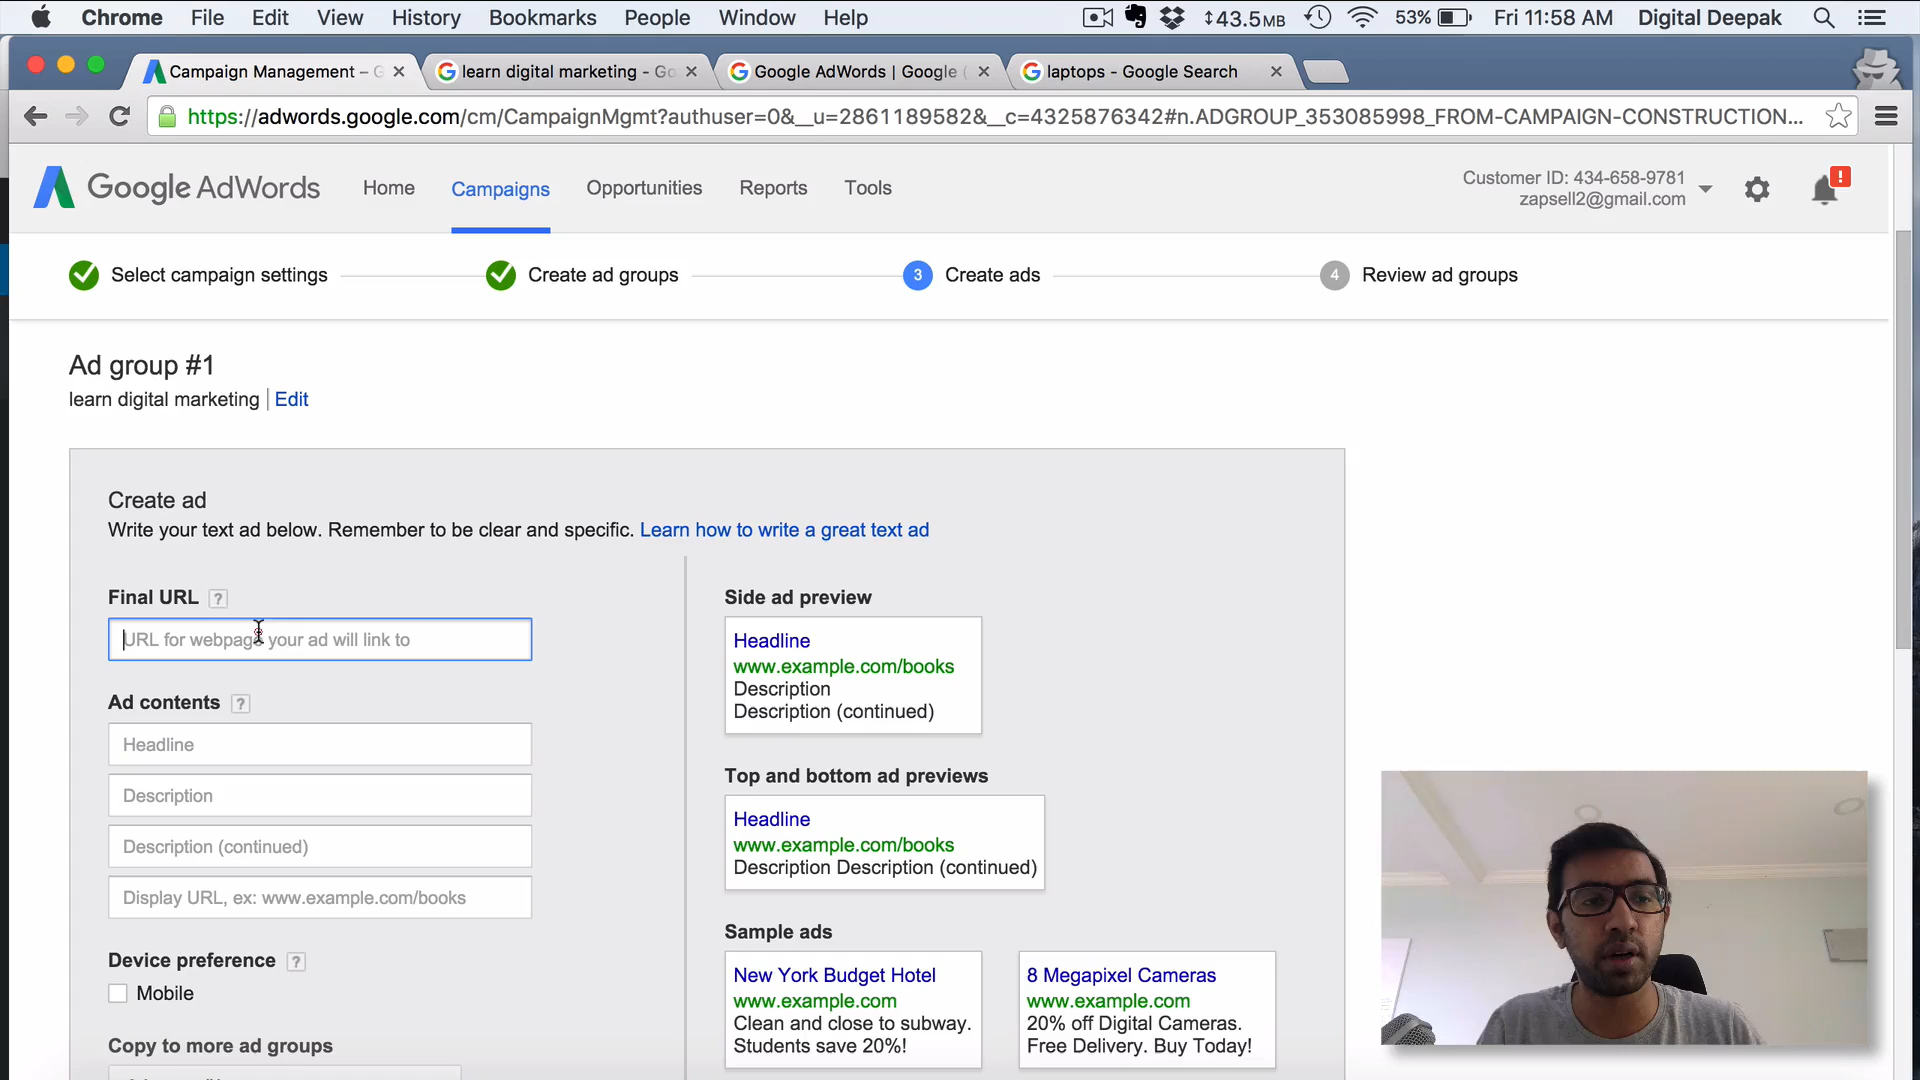 Chrome File Edit View History Bookmarks People Window Help 43.5MB 53% Fri 11:58 AM Digital Deepak
Campaign Management – G learn digital marketing - Go Google AdWords | Google ( laptops - Google Search
https://adwords.google.com/cm/CampaignMgmt?authuser=0&__u=2861189582&__c=4325876342#n.ADGROUP_353085998_FROM-CAMPAIGN-CONSTRUCTION...
Google AdWords Home Campaigns Opportunities Reports Tools
Customer ID: 434-658-9781
zapsell2@gmail.com
!
Select campaign settings Create ad groups 3 Create ads 4 Review ad groups
Ad group #1
learn digital marketing | Edit
Create ad
Write your text ad below. Remember to be clear and specific. Learn how to write a great text ad
Final URL ?
URL for webpage your ad will link to
Ad contents ?
Headline
Description
Description (continued)
Display URL, ex: www.example.com/books
Device preference ?
Mobile
Copy to more ad groups
Side ad preview
Headline
www.example.com/books
Description
Description (continued)
Top and bottom ad previews
Headline
www.example.com/books
Description Description (continued)
Sample ads
New York Budget Hotel
www.example.com
Clean and close to subway.
Students save 20%!
8 Megapixel Cameras
www.example.com
20% off Digital Cameras.
Free Delivery. Buy Today!